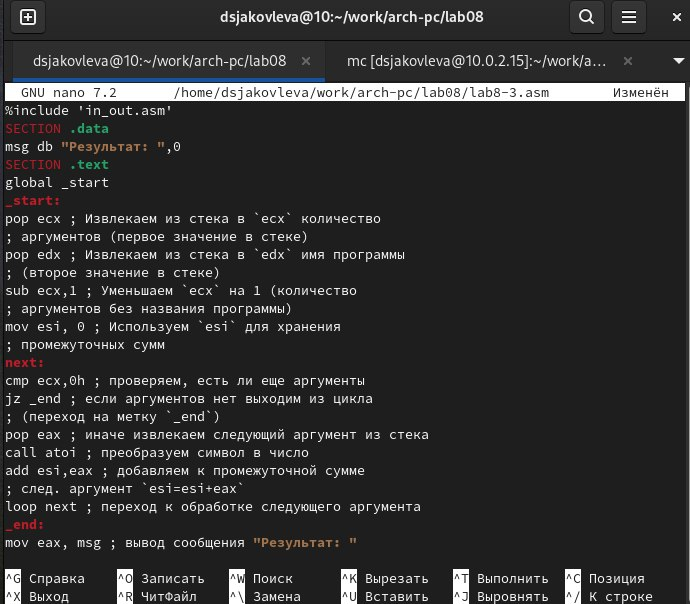 dsjakovleva@10:~/work/arch-pc/lab08
dsjakovleva@10:~/work/arch-pc/lab08 × mc [dsjakovleva@10.0.2.15]:~/work/a... ×
GNU nano 7.2 /home/dsjakovleva/work/arch-pc/lab08/lab8-3.asm Изменён
%include 'in_out.asm'
SECTION .data
msg db "Результат: ",0
SECTION .text
global _start
_start:
pop ecx ; Извлекаем из стека в `ecx` количество
; аргументов (первое значение в стеке)
pop edx ; Извлекаем из стека в `edx` имя программы
; (второе значение в стеке)
sub ecx,1 ; Уменьшаем `ecx` на 1 (количество
; аргументов без названия программы)
mov esi, 0 ; Используем `esi` для хранения
; промежуточных сумм
next:
cmp ecx,0h ; проверяем, есть ли еще аргументы
jz _end ; если аргументов нет выходим из цикла
; (переход на метку `_end`)
pop eax ; иначе извлекаем следующий аргумент из стека
call atoi ; преобразуем символ в число
add esi,eax ; добавляем к промежуточной сумме
; след. аргумент `esi=esi+eax`
loop next ; переход к обработке следующего аргумента
_end:
mov eax, msg ; вывод сообщения "Результат: "
^G Справка ^O Записать ^W Поиск ^K Вырезать ^T Выполнить ^C Позиция
^X Выход ^R ЧитФайл ^\ Замена ^U Вставить ^J Выровнять ^/ К строке